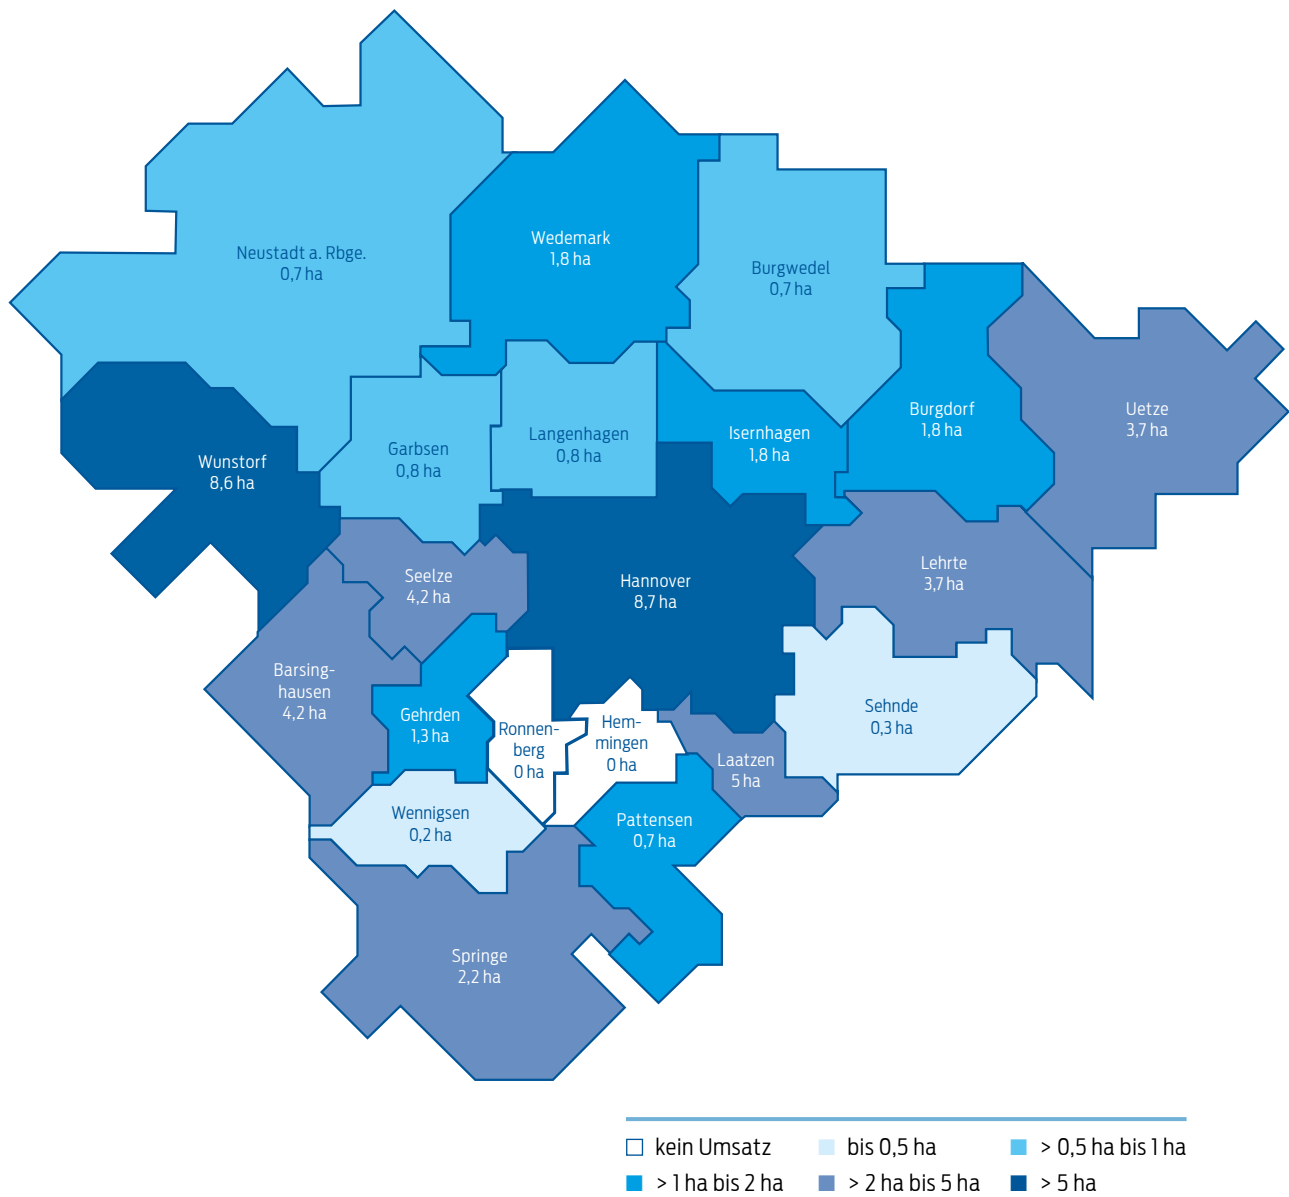 Neustadt a. Rbge.
0,7 ha
Wedemark
1,8 ha
Burgwedel
0,7 ha
Burgdorf
1,8 ha
Uetze
3,7 ha
Wunstorf
8,6 ha
Garbsen
0,8 ha
Langenhagen
0,8 ha
Isernhagen
1,8 ha
Seelze
4,2 ha
Hannover
8,7 ha
Lehrte
3,7 ha
Barsing-
hausen
4,2 ha
Gehrden
1,3 ha
Ronnen-
berg
0 ha
Hem-
mingen
0 ha
Laatzen
5 ha
Sehnde
0,3 ha
Wennigsen
0,2 ha
Pattensen
0,7 ha
Springe
2,2 ha
kein Umsatz
bis 0,5 ha
> 0,5 ha bis 1 ha
> 1 ha bis 2 ha
> 2 ha bis 5 ha
> 5 ha